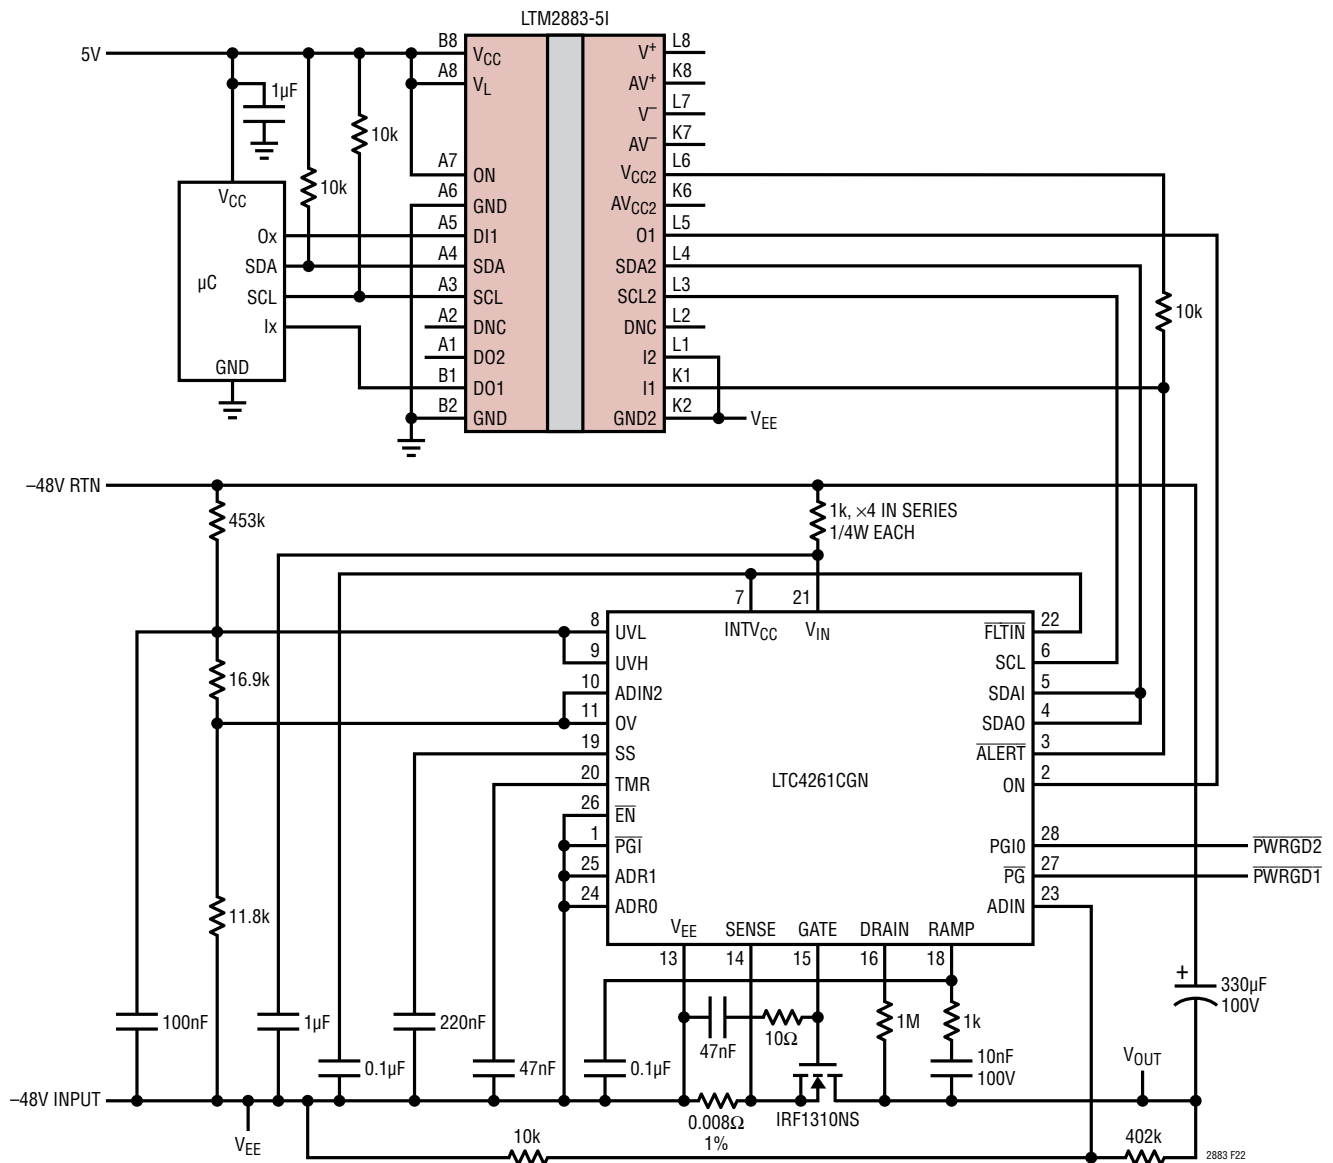 LTM2883-5I
5V
B8 VCC
A8 VL
A7 ON
A6 GND
A5 DI1
A4 SDA
A3 SCL
A2 DNC
A1 DO2
B1 DO1
B2 GND
V+ L8
AV+ K8
V– L7
AV– K7
VCC2 L6
AVCC2 K6
O1 L5
SDA2 L4
SCL2 L3
DNC L2
I2 L1
I1 K1
GND2 K2
VEE
1µF
10k
10k
10k
VCC
Ox
SDA
µC
SCL
Ix
GND
–48V RTN
453k
1k, ×4 IN SERIES
1/4W EACH
16.9k
11.8k
7 21
INTVCC VIN
8 UVL
9 UVH
10 ADIN2
11 OV
19 SS
20 TMR
26 EN
1 PGI
25 ADR1
24 ADR0
LTC4261CGN
FLTIN 22
SCL 6
SDAI 5
SDAO 4
ALERT 3
ON 2
PGI0 28 PWRGD2
PG 27 PWRGD1
ADIN 23
VEE SENSE GATE DRAIN RAMP
13 14 15 16 18
100nF
1µF
0.1µF
220nF
47nF
0.1µF
47nF
10Ω
1M
1k
10nF
100V
+
330µF
100V
VOUT
–48V INPUT
VEE
0.008Ω
1%
IRF1310NS
10k
402k
2883 F22